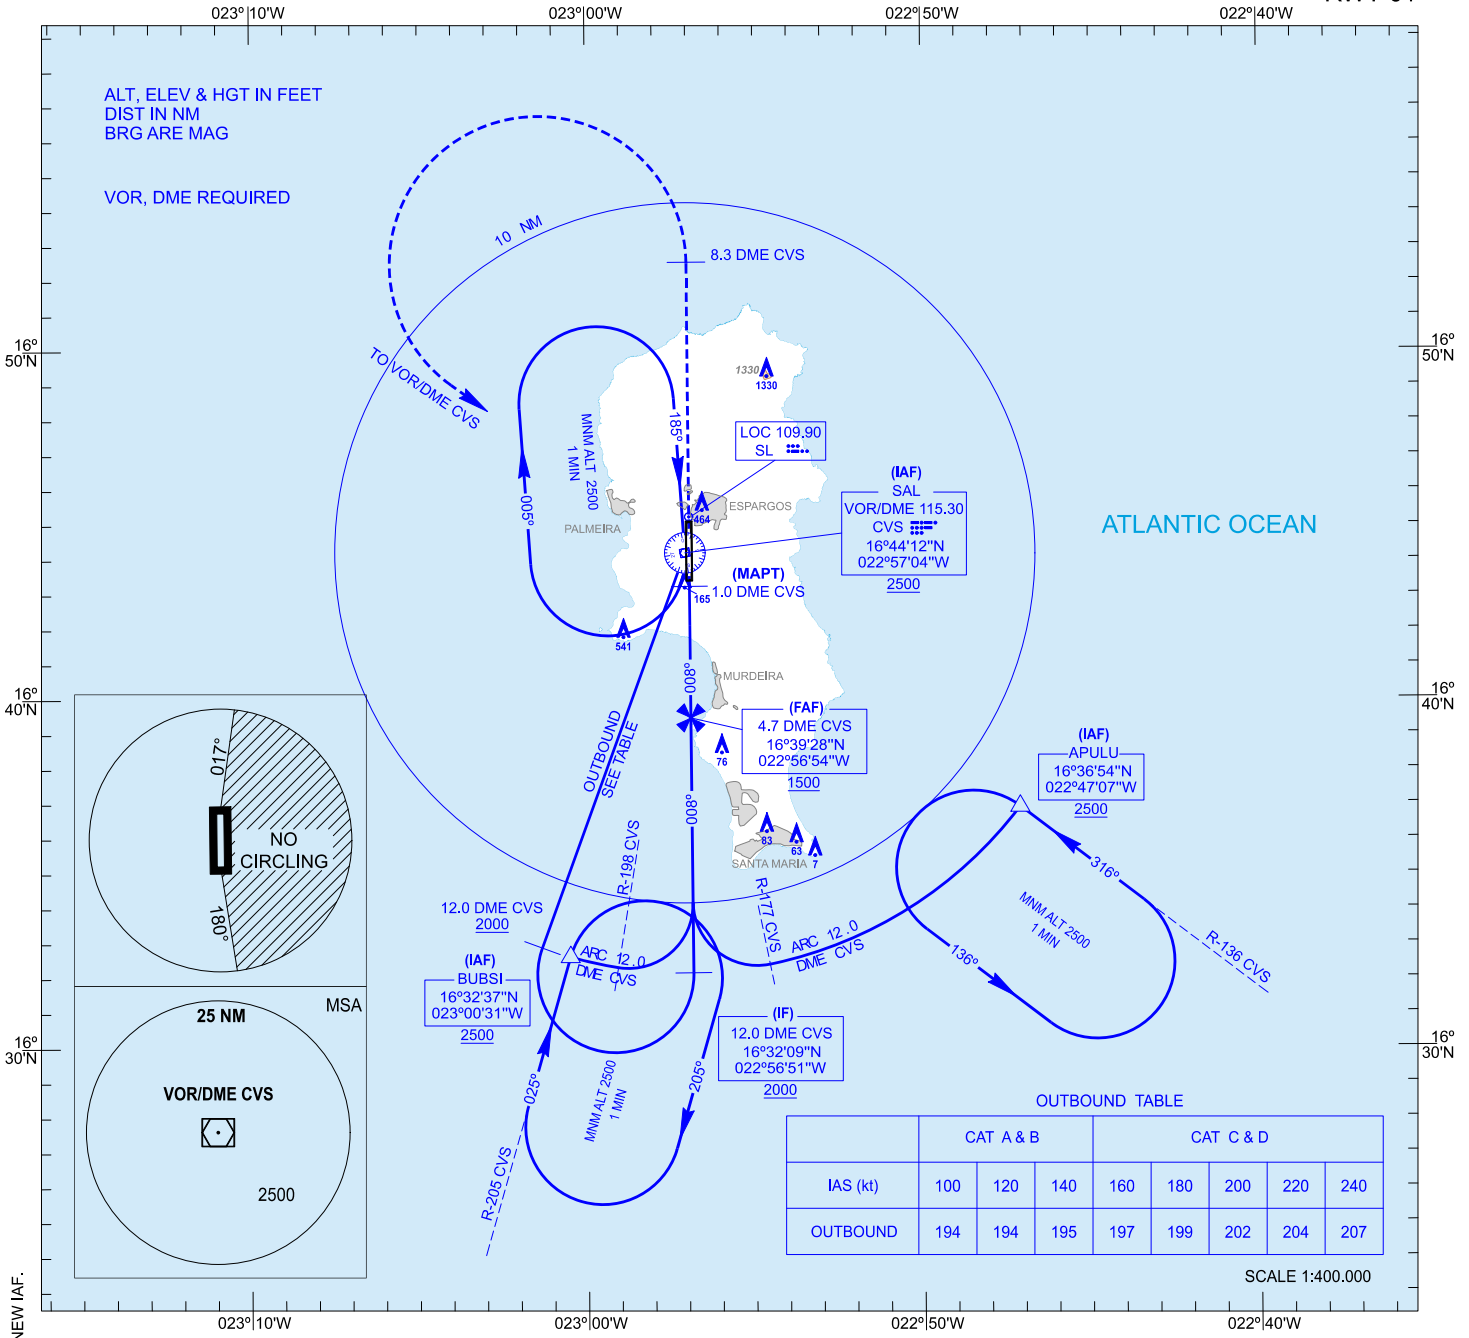 023°10'W
023°00'W
022°50'W
022°40'W
ALT, ELEV & HGT IN FEET
DIST IN NM
BRG ARE MAG
VOR, DME REQUIRED
10 NM
8.3 DME CVS
16°
50'N
16°
50'N
TO VOR/DME CVS
1330
1330
185°
MNM ALT 2500
1 MIN
005°
LOC 109.90
SL
464
ESPARGOS
PALMEIRA
(IAF)
SAL
VOR/DME 115.30
CVS
16°44'12"N
022°57'04"W
2500
ATLANTIC OCEAN
(MAPT)
1.0 DME CVS
165
541
008°
MURDEIRA
16°
40'N
16°
40'N
(FAF)
4.7 DME CVS
16°39'28"N
022°56'54"W
1500
76
OUTBOUND
SEE TABLE
008°
83
63
7
SANTA MARIA
(IAF)
APULU
16°36'54"N
022°47'07"W
2500
017°
NO
CIRCLING
180°
R-198 CVS
R-177 CVS
316°
MNM ALT 2500
1 MIN
136°
R-136 CVS
12.0 DME CVS
2000
ARC 12.0
DME CVS
ARC 12.0
DME CVS
(IAF)
BUBSI
16°32'37"N
023°00'31"W
2500
(IF)
12.0 DME CVS
16°32'09"N
022°56'51"W
2000
16°
30'N
16°
30'N
MSA
25 NM
VOR/DME CVS
2500
025°
MNM ALT 2500
1 MIN
205°
R-205 CVS
OUTBOUND TABLE
CAT A & B CAT C & D
IAS (kt) 100 120 140 160 180 200 220 240
OUTBOUND 194 194 195 197 199 202 204 207
SCALE 1:400.000
NEW IAF.
023°10'W
023°00'W
022°50'W
022°40'W